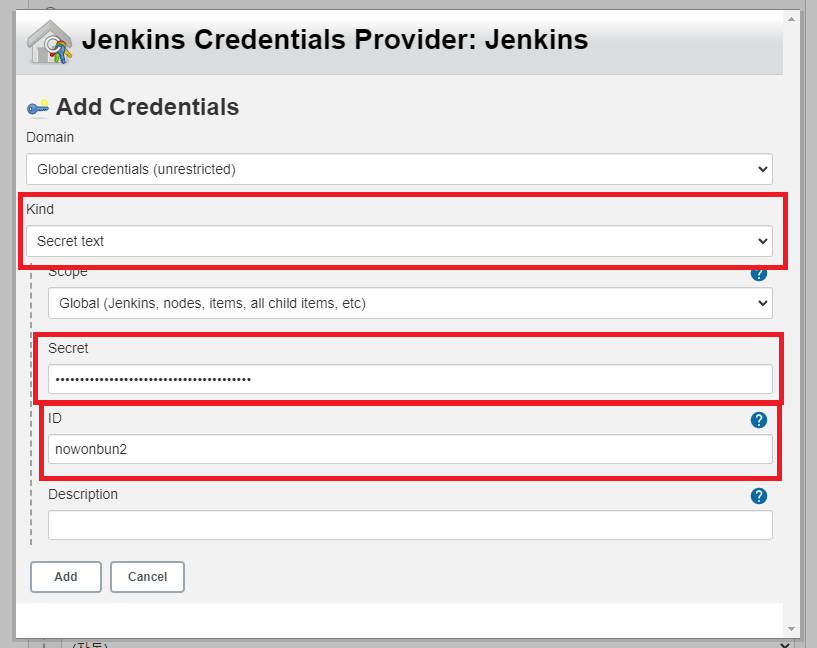 Jenkins Credentials Provider: Jenkins
Add Credentials
Domain
Global credentials (unrestricted)
Kind
Secret text
Scope
?
Global (Jenkins, nodes, items, all child items, etc)
Secret
••••••••••••••••••••••••••••••••••••••••
ID
?
nowonbun2
Description
?
Add
Cancel